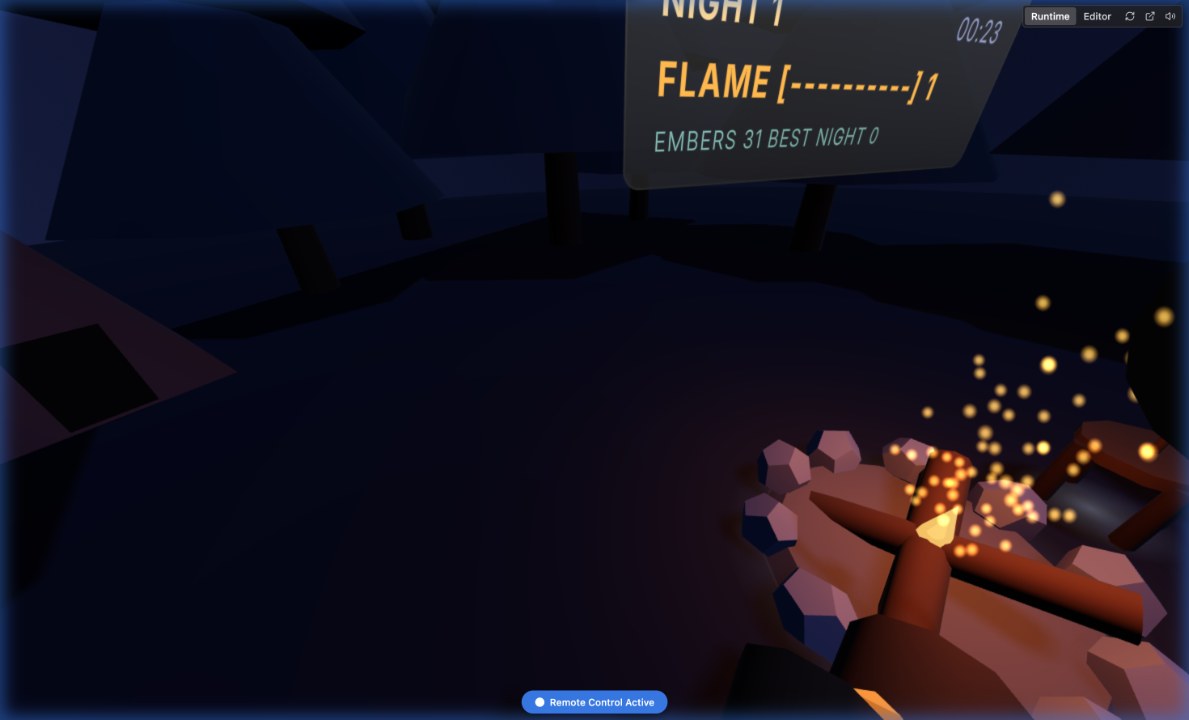 NIGHT 1
00:23
FLAME [----------] 1
EMBERS 31 BEST NIGHT 0
Runtime
Editor
Remote Control Active